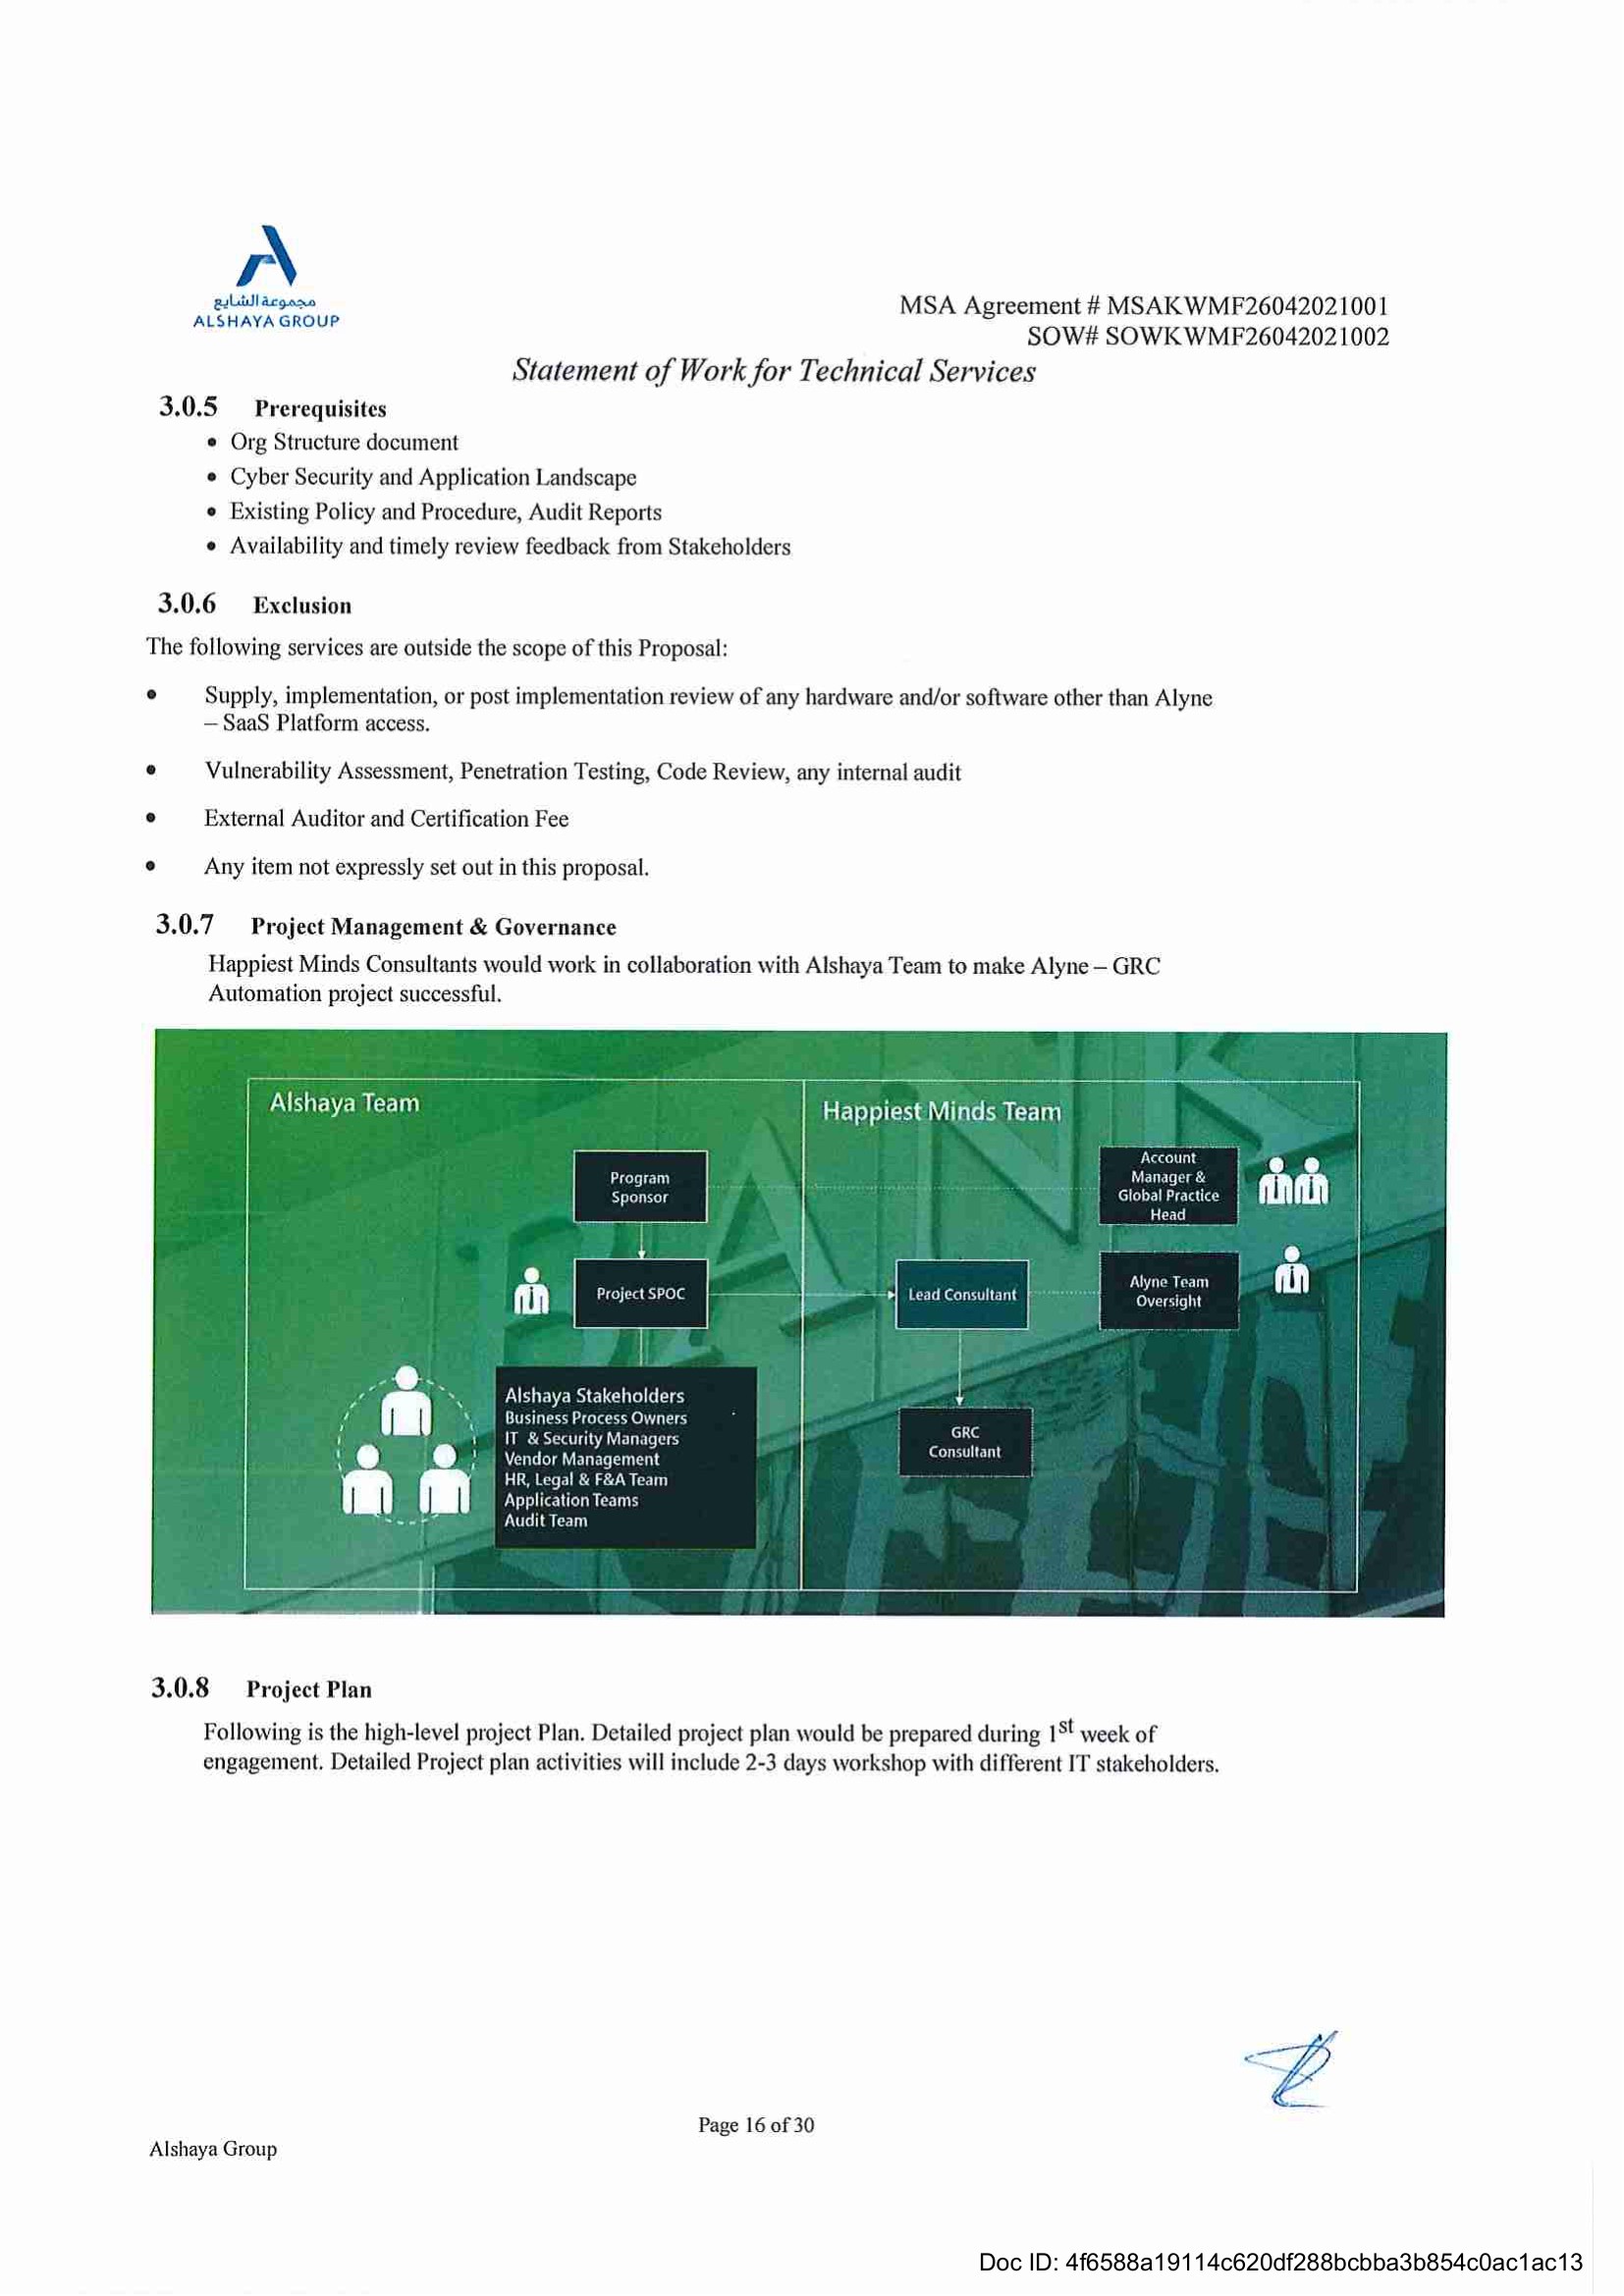 مجموعة الشايع
ALSHAYA GROUP
MSA Agreement # MSAKWMF26042021001
SOW# SOWKWMF26042021002
Statement of Work for Technical Services
3.0.5 Prerequisites
• Org Structure document
• Cyber Security and Application Landscape
• Existing Policy and Procedure, Audit Reports
• Availability and timely review feedback from Stakeholders
3.0.6 Exclusion
The following services are outside the scope of this Proposal:
• Supply, implementation, or post implementation review of any hardware and/or software other than Alyne
– SaaS Platform access.
• Vulnerability Assessment, Penetration Testing, Code Review, any internal audit
• External Auditor and Certification Fee
• Any item not expressly set out in this proposal.
3.0.7 Project Management & Governance
Happiest Minds Consultants would work in collaboration with Alshaya Team to make Alyne – GRC
Automation project successful.
Alshaya Team
Happiest Minds Team
Program
Sponsor
Account
Manager &
Global Practice
Head
Project SPOC
Lead Consultant
Alyne Team
Oversight
Alshaya Stakeholders
Business Process Owners
IT & Security Managers
Vendor Management
HR, Legal & F&A Team
Application Teams
Audit Team
GRC
Consultant
BANK
3.0.8 Project Plan
Following is the high-level project Plan. Detailed project plan would be prepared during 1st week of
engagement. Detailed Project plan activities will include 2-3 days workshop with different IT stakeholders.
Page 16 of 30
Alshaya Group
Doc ID: 4f6588a19114c620df288bcbba3b854c0ac1ac13